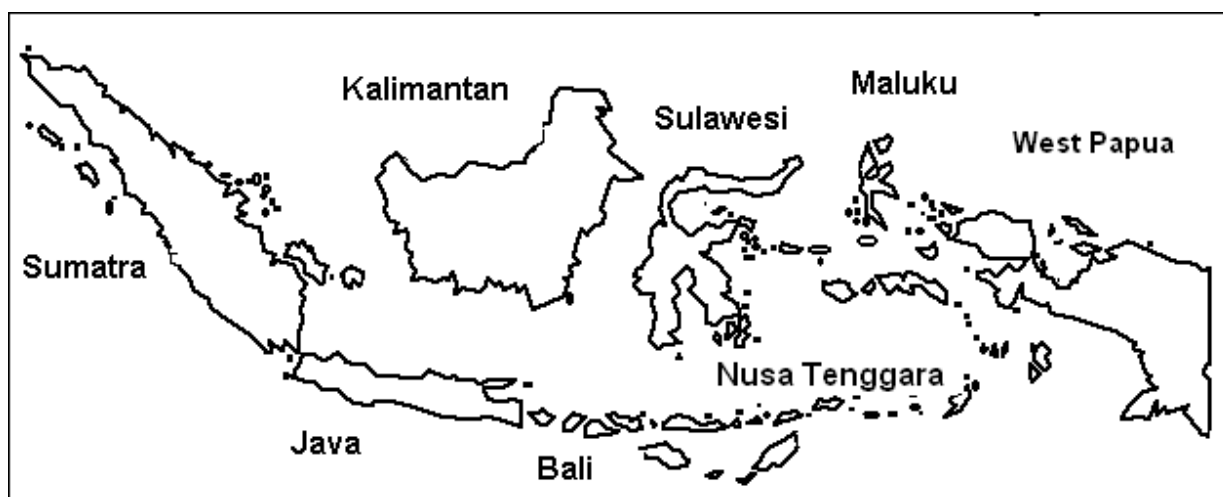 Kalimantan
Maluku
Sulawesi
West Papua
Sumatra
Nusa Tenggara
Java
Bali